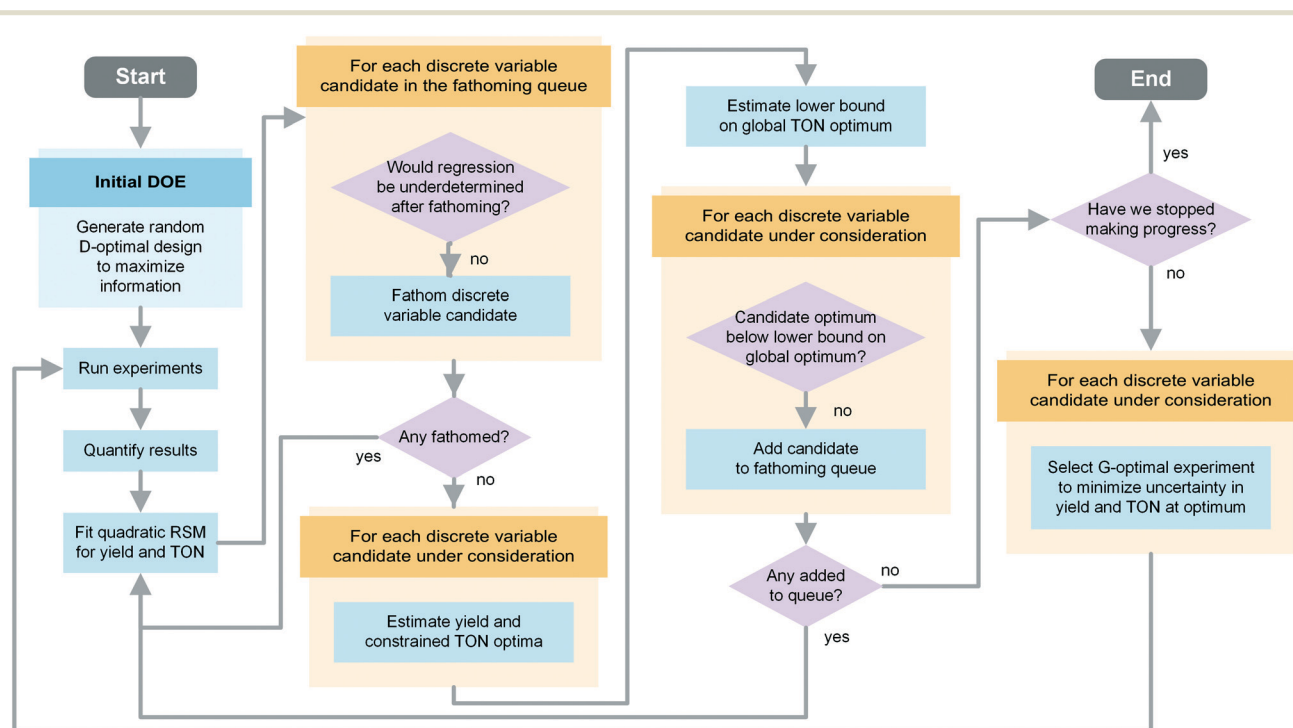 Start
Initial DOE
Generate random
D-optimal design
to maximize
information
Run experiments
Quantify results
Fit quadratic RSM
for yield and TON
For each discrete variable
candidate in the fathoming queue
Would regression
be underdetermined
after fathoming?
no
Fathom discrete
variable candidate
Any fathomed?
yes
no
For each discrete variable
candidate under consideration
Estimate yield and
constrained TON optima
Estimate lower bound
on global TON optimum
For each discrete variable
candidate under consideration
Candidate optimum
below lower bound on
global optimum?
no
Add candidate
to fathoming queue
Any added
to queue?
no
yes
End
yes
Have we stopped
making progress?
no
For each discrete variable
candidate under consideration
Select G-optimal experiment
to minimize uncertainty in
yield and TON at optimum